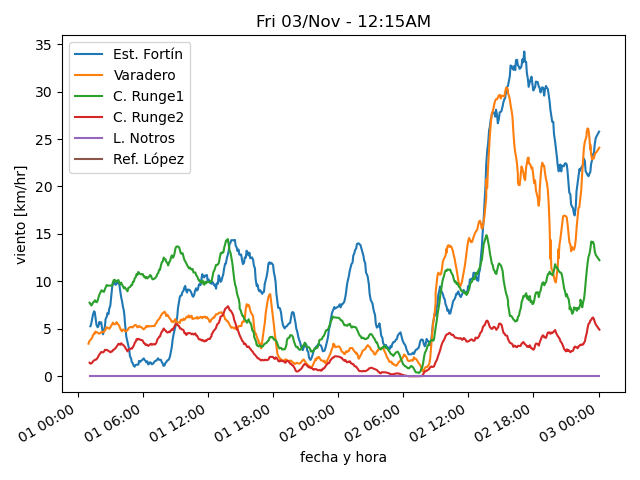 Fri 03/Nov - 12:15AM
Est. Fortín
Varadero
C. Runge1
C. Runge2
L. Notros
Ref. López
viento [km/hr]
35
30
25
20
15
10
5
0
01 00:00
01 06:00
01 12:00
01 18:00
02 00:00
02 06:00
02 12:00
02 18:00
03 00:00
fecha y hora